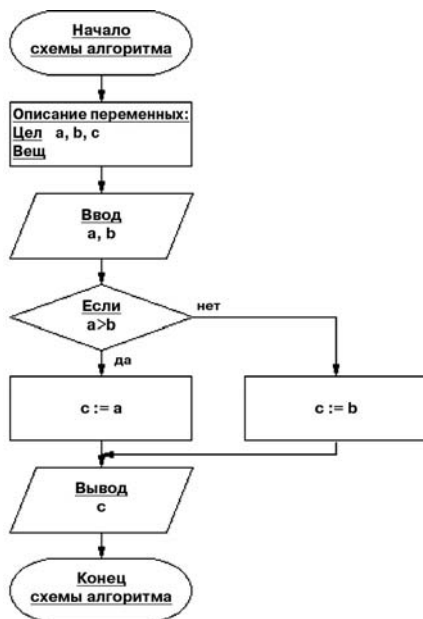 Начало
схемы алгоритма
Описание переменных:
Цел a, b, c
Вещ
Ввод
a, b
Если
a>b
нет
да
c := a
c := b
Вывод
c
Конец
схемы алгоритма